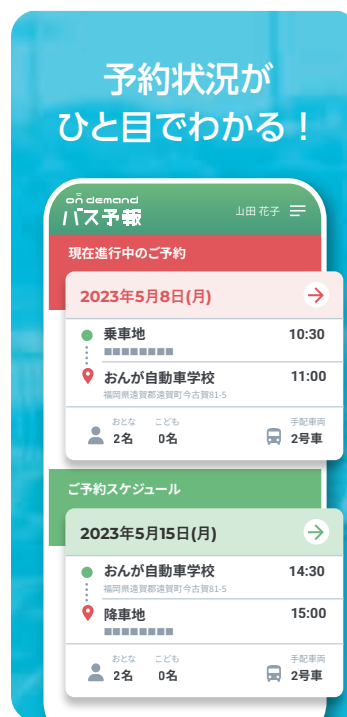 予約状況が
ひと目でわかる！
on demand
バス予報
山田 花子
現在進行中のご予約
2023年5月8日(月)
乗車地
10:30
■■■■■■■■
おんが自動車学校
11:00
福岡県遠賀郡遠賀町今古賀81-5
おとな
こども
手配車両
2名
0名
2号車
ご予約スケジュール
2023年5月15日(月)
おんが自動車学校
14:30
福岡県遠賀郡遠賀町今古賀81-5
降車地
15:00
■■■■■■■■
おとな
こども
手配車両
2名
0名
2号車